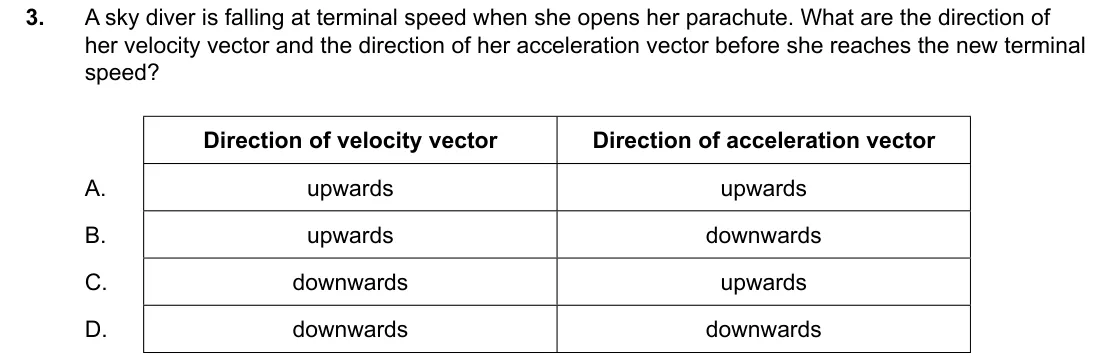 3. A sky diver is falling at terminal speed when she opens her parachute. What are the direction of
her velocity vector and the direction of her acceleration vector before she reaches the new terminal
speed?
Direction of velocity vector Direction of acceleration vector
A. upwards upwards
B. upwards downwards
C. downwards upwards
D. downwards downwards